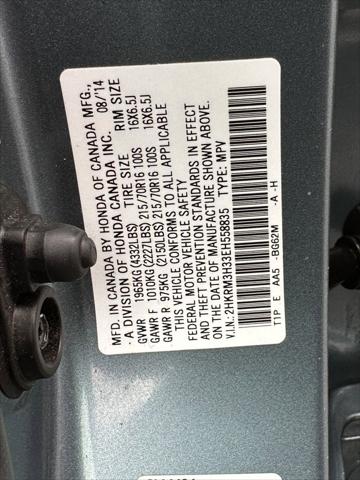 MFD. IN CANADA BY HONDA OF CANADA MFG.,
A DIVISION OF HONDA CANADA INC. 08/'14
TIRE SIZE RIM SIZE
GVWR 1965KG (4332LBS)
GAWR F 1010KG (2227LBS) 215/70R16 100S 16X6.5J
GAWR R 975KG (2150LBS) 215/70R16 100S 16X6.5J
THIS VEHICLE CONFORMS TO ALL APPLICABLE
FEDERAL MOTOR VEHICLE SAFETY
AND THEFT PREVENTION STANDARDS IN EFFECT
ON THE DATE OF MANUFACTURE SHOWN ABOVE.
V.I.N.: 2HKRM3H33EH558835 TYPE: MPV
T1P E AA5 -BG62M -A -H